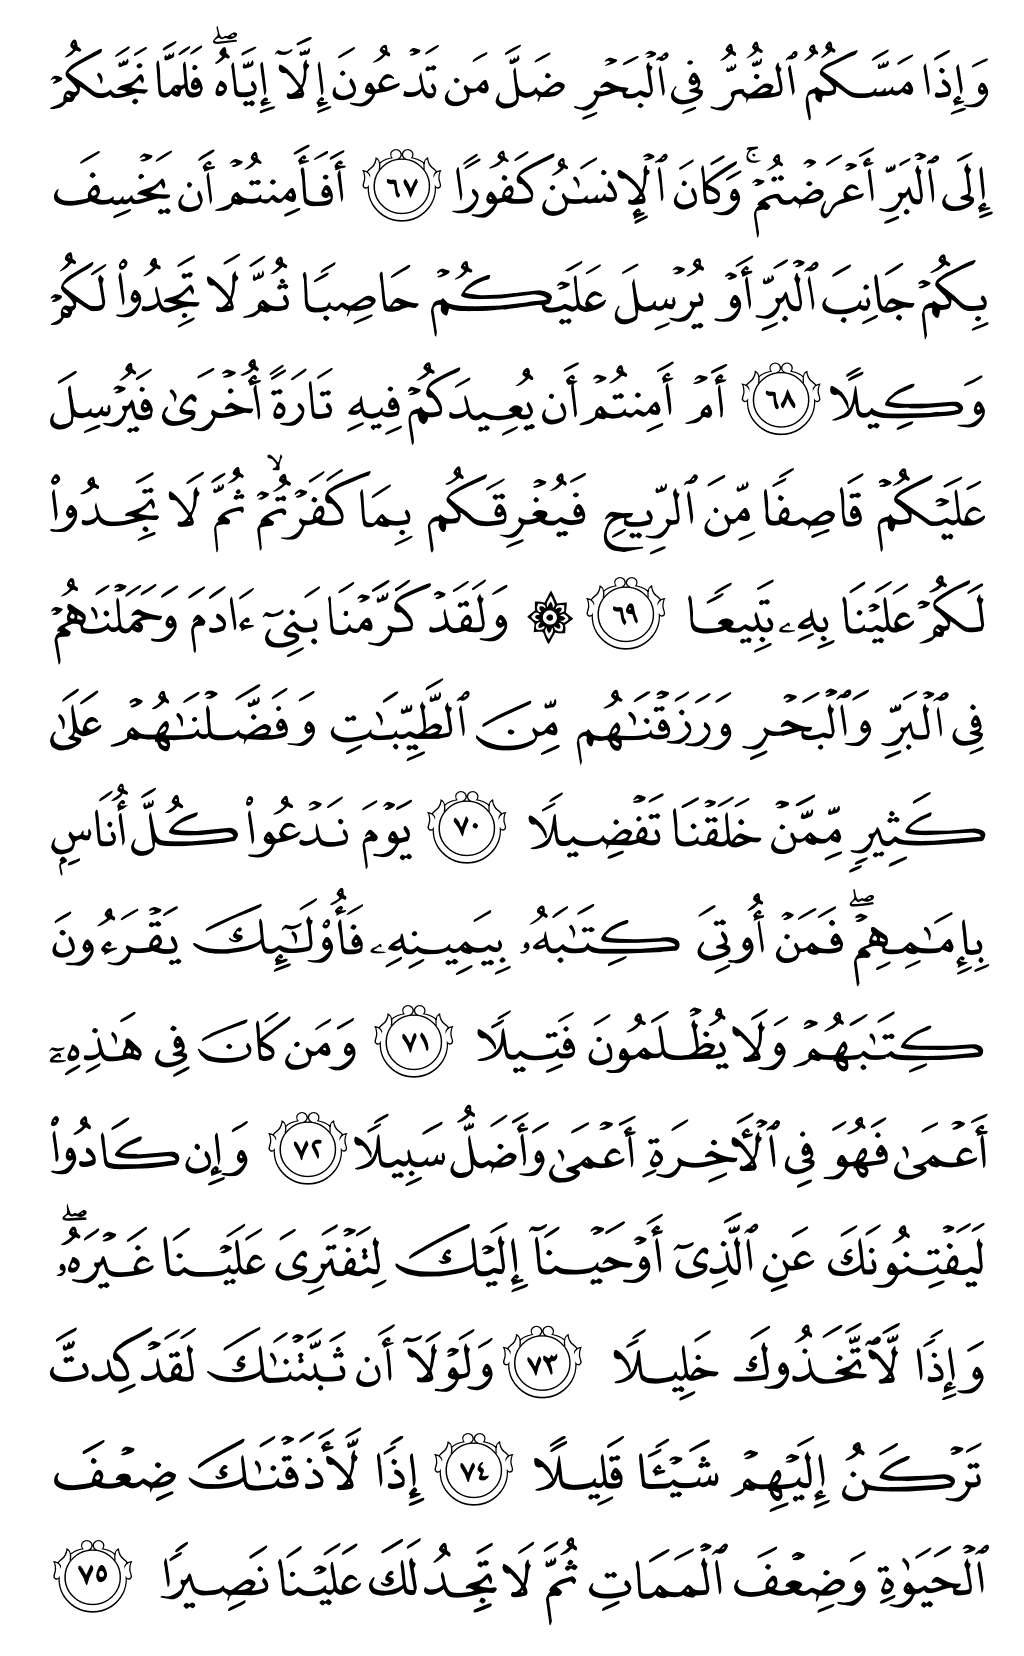 وَإِذَا مَسَّكُمُ ٱلضُّرُّ فِي ٱلْبَحْرِ ضَلَّ مَن تَدْعُونَ إِلَّآ إِيَّاهُۖ فَلَمَّا نَجَّىٰكُمْ
إِلَى ٱلْبَرِّ أَعْرَضْتُمْۚ وَكَانَ ٱلْإِنسَٰنُ كَفُورًا ٦٧ أَفَأَمِنتُمْ أَن يَخْسِفَ
بِكُمْ جَانِبَ ٱلْبَرِّ أَوْ يُرْسِلَ عَلَيْكُمْ حَاصِبًا ثُمَّ لَا تَجِدُوا۟ لَكُمْ
وَكِيلًا ٦٨ أَمْ أَمِنتُمْ أَن يُعِيدَكُمْ فِيهِ تَارَةً أُخْرَىٰ فَيُرْسِلَ
عَلَيْكُمْ قَاصِفًا مِّنَ ٱلرِّيحِ فَيُغْرِقَكُم بِمَا كَفَرْتُمْۙ ثُمَّ لَا تَجِدُوا۟
لَكُمْ عَلَيْنَا بِهِۦ تَبِيعًا ٦٩ ۞ وَلَقَدْ كَرَّمْنَا بَنِىٓ ءَادَمَ وَحَمَلْنَٰهُمْ
فِي ٱلْبَرِّ وَٱلْبَحْرِ وَرَزَقْنَٰهُم مِّنَ ٱلطَّيِّبَٰتِ وَفَضَّلْنَٰهُمْ عَلَىٰ
كَثِيرٍ مِّمَّنْ خَلَقْنَا تَفْضِيلًا ٧٠ يَوْمَ نَدْعُوا۟ كُلَّ أُنَاسٍۭ
بِإِمَٰمِهِمْۖ فَمَنْ أُوتِىَ كِتَٰبَهُۥ بِيَمِينِهِۦ فَأُو۟لَٰٓئِكَ يَقْرَءُونَ
كِتَٰبَهُمْ وَلَا يُظْلَمُونَ فَتِيلًا ٧١ وَمَن كَانَ فِى هَٰذِهِۦٓ
أَعْمَىٰ فَهُوَ فِي ٱلْأَخِرَةِ أَعْمَىٰ وَأَضَلُّ سَبِيلًا ٧٢ وَإِن كَادُوا۟
لَيَفْتِنُونَكَ عَنِ ٱلَّذِىٓ أَوْحَيْنَآ إِلَيْكَ لِتَفْتَرِىَ عَلَيْنَا غَيْرَهُۥۖ
وَإِذًا لَّٱتَّخَذُوكَ خَلِيلًا ٧٣ وَلَوْلَآ أَن ثَبَّتْنَٰكَ لَقَدْ كِدتَّ
تَرْكَنُ إِلَيْهِمْ شَيْـًٔا قَلِيلًا ٧٤ إِذًا لَّأَذَقْنَٰكَ ضِعْفَ
ٱلْحَيَوٰةِ وَضِعْفَ ٱلْمَمَاتِ ثُمَّ لَا تَجِدُ لَكَ عَلَيْنَا نَصِيرًا ٧٥